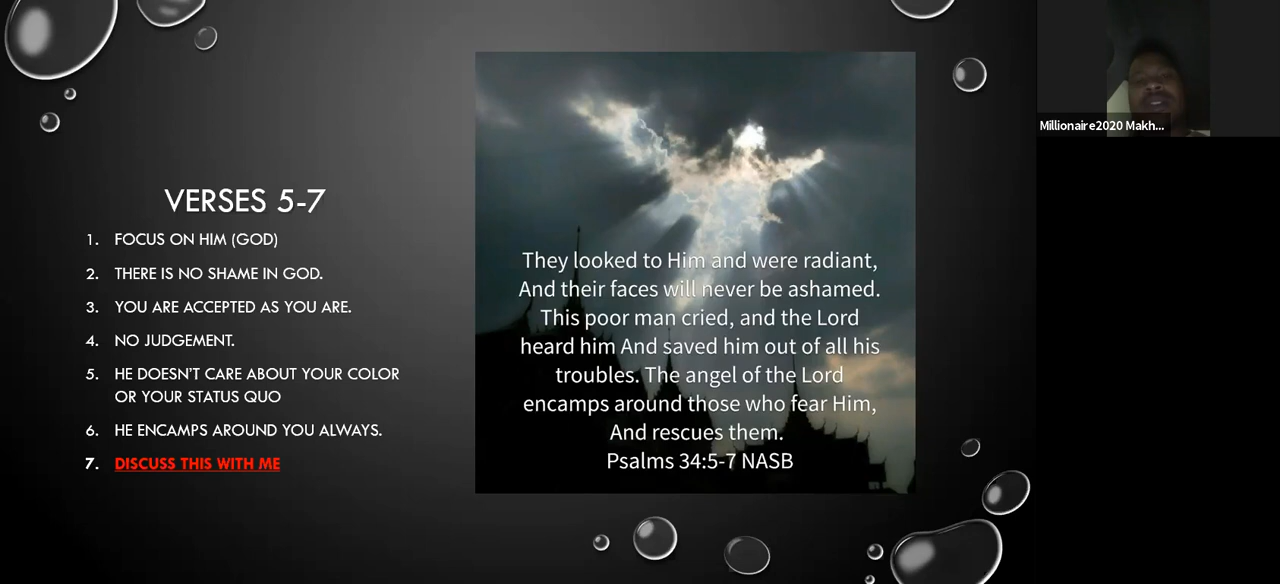 VERSES 5-7
1. FOCUS ON HIM (GOD)
2. THERE IS NO SHAME IN GOD.
3. YOU ARE ACCEPTED AS YOU ARE.
4. NO JUDGEMENT.
5. HE DOESN'T CARE ABOUT YOUR COLOR
OR YOUR STATUS QUO
6. HE ENCAMPS AROUND YOU ALWAYS.
7. DISCUSS THIS WITH ME
They looked to Him and were radiant,
And their faces will never be ashamed.
This poor man cried, and the Lord
heard him And saved him out of all his
troubles. The angel of the Lord
encamps around those who fear Him,
And rescues them.
Psalms 34:5-7 NASB
Millionaire2020 Makh...